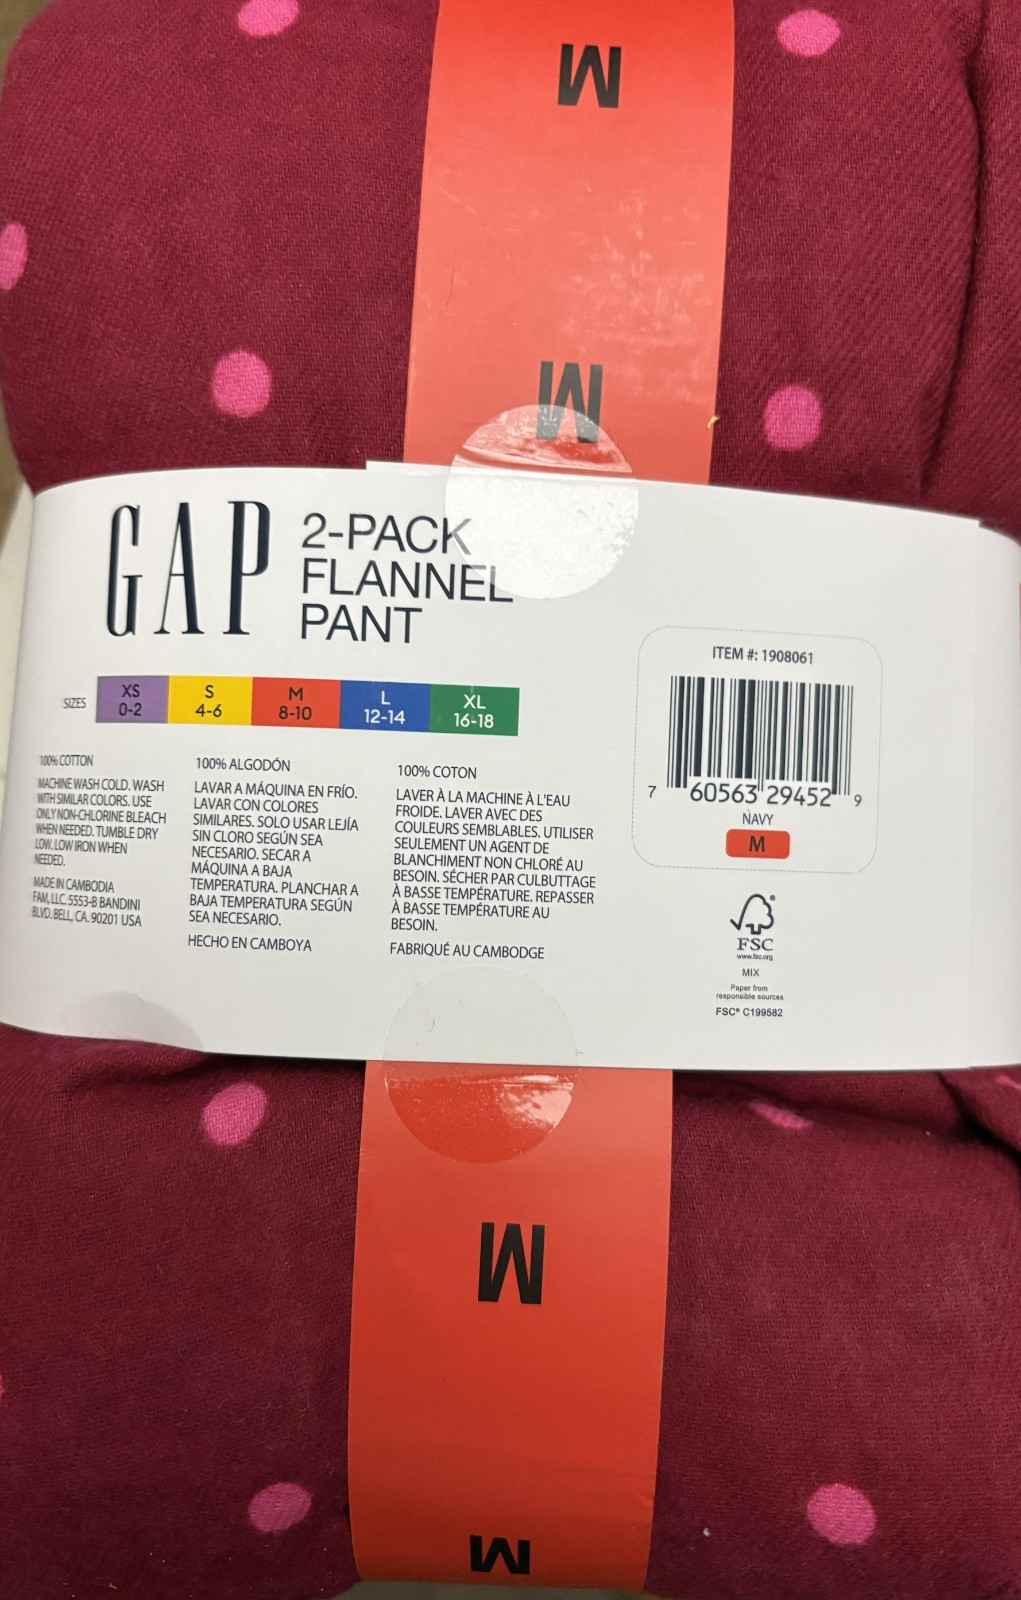 M
M
GAP
2-PACK
FLANNEL
PANT
SIZES
XS
0-2
S
4-6
M
8-10
L
12-14
XL
16-18
100% COTTON
MACHINE WASH COLD. WASH
WITH SIMILAR COLORS. USE
ONLY NON-CHLORINE BLEACH
WHEN NEEDED. TUMBLE DRY
LOW. LOW IRON WHEN
NEEDED.
MADE IN CAMBODIA
FAM, LLC. 5553-B BANDINI
BLVD. BELL, CA. 90201 USA
100% ALGODÓN
LAVAR A MÁQUINA EN FRÍO.
LAVAR CON COLORES
SIMILARES. SOLO USAR LEJÍA
SIN CLORO SEGÚN SEA
NECESARIO. SECAR A
MÁQUINA A BAJA
TEMPERATURA. PLANCHAR A
BAJA TEMPERATURA SEGÚN
SEA NECESARIO.
HECHO EN CAMBOYA
100% COTON
LAVER À LA MACHINE À L'EAU
FROIDE. LAVER AVEC DES
COULEURS SEMBLABLES. UTILISER
SEULEMENT UN AGENT DE
BLANCHIMENT NON CHLORÉ AU
BESOIN. SÉCHER PAR CULBUTTAGE
À BASSE TEMPÉRATURE. REPASSER
À BASSE TEMPÉRATURE AU
BESOIN.
FABRIQUÉ AU CAMBODGE
ITEM #: 1908061
7 60563 29452 9
NAVY
M
FSC
www.fsc.org
MIX
Paper from
responsible sources
FSC® C199582
M
M